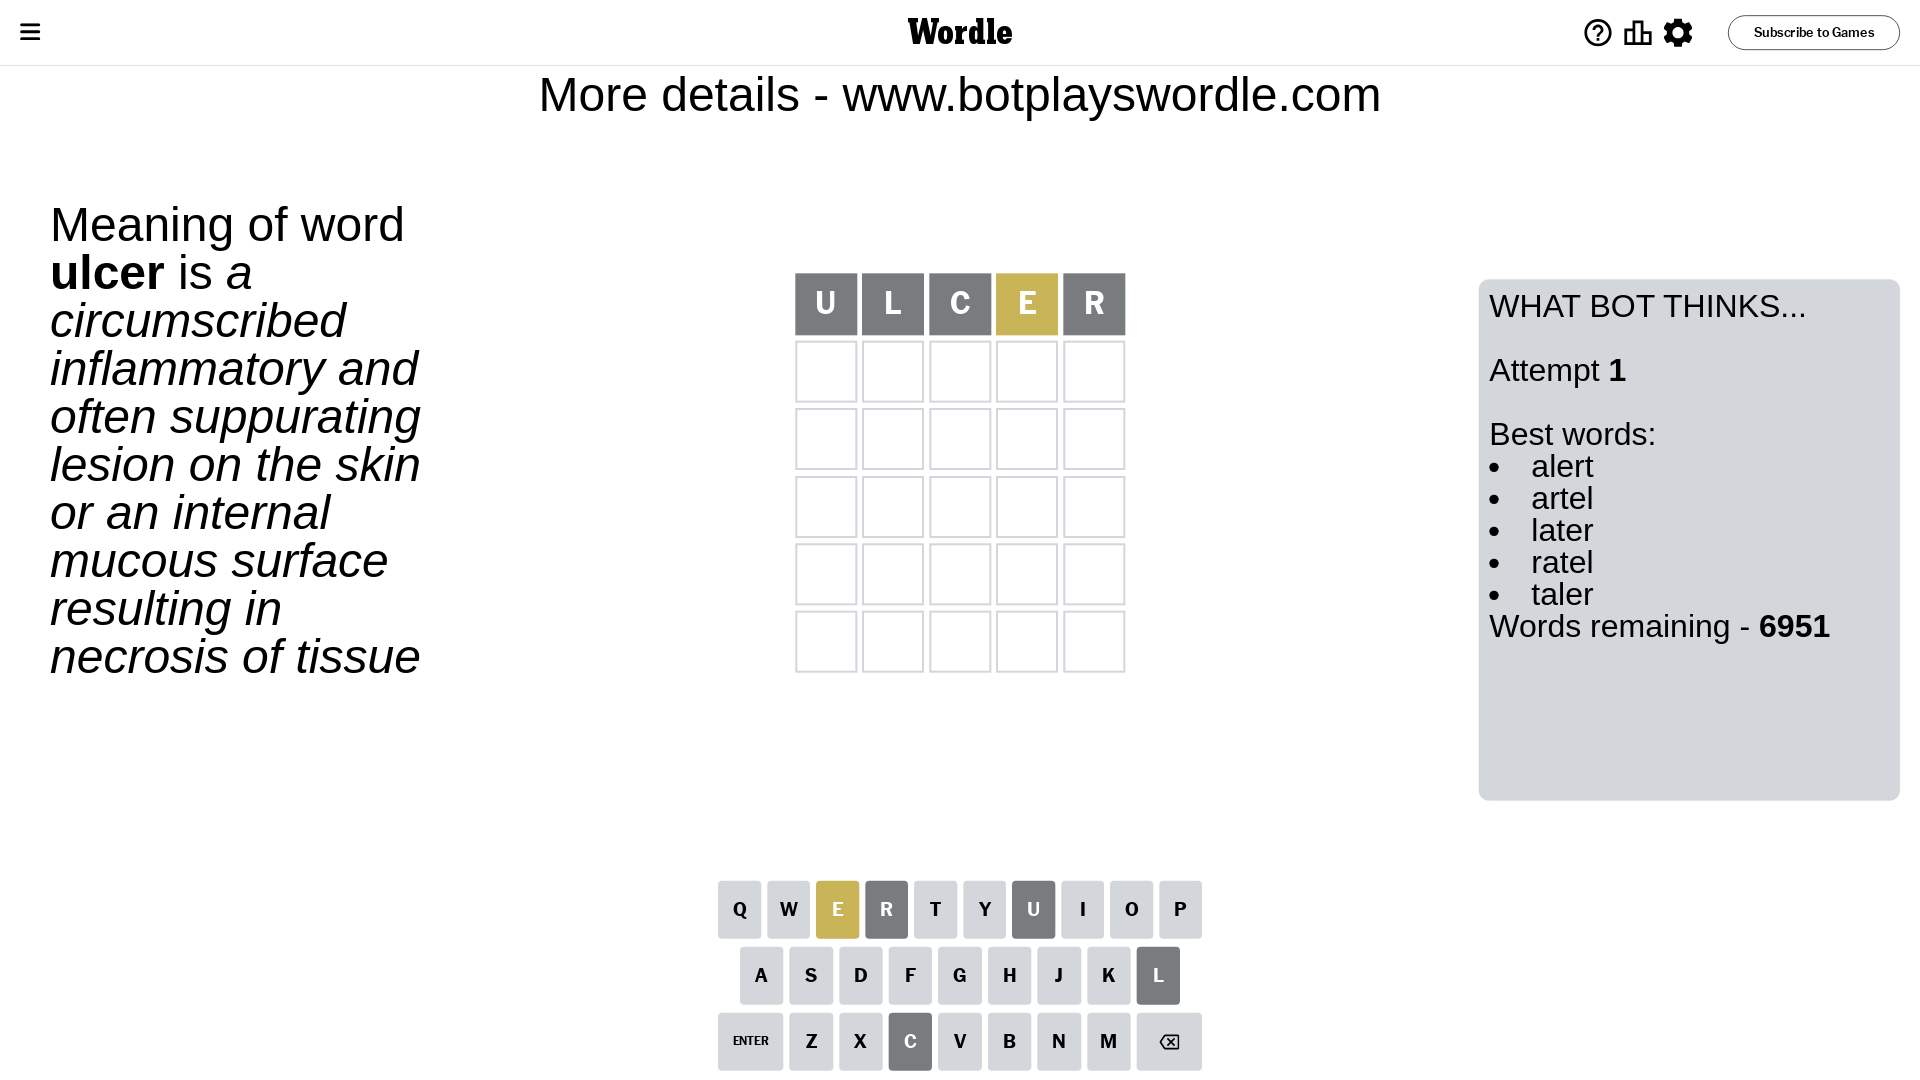 Wordle
Subscribe to Games
More details - www.botplayswordle.com
Meaning of word
ulcer is a
circumscribed
inflammatory and
often suppurating
lesion on the skin
or an internal
mucous surface
resulting in
necrosis of tissue
U L C E R
WHAT BOT THINKS...
Attempt 1
Best words:
• alert
• artel
• later
• ratel
• taler
Words remaining - 6951
Q W E R T Y U I O P
A S D F G H J K L
ENTER Z X C V B N M